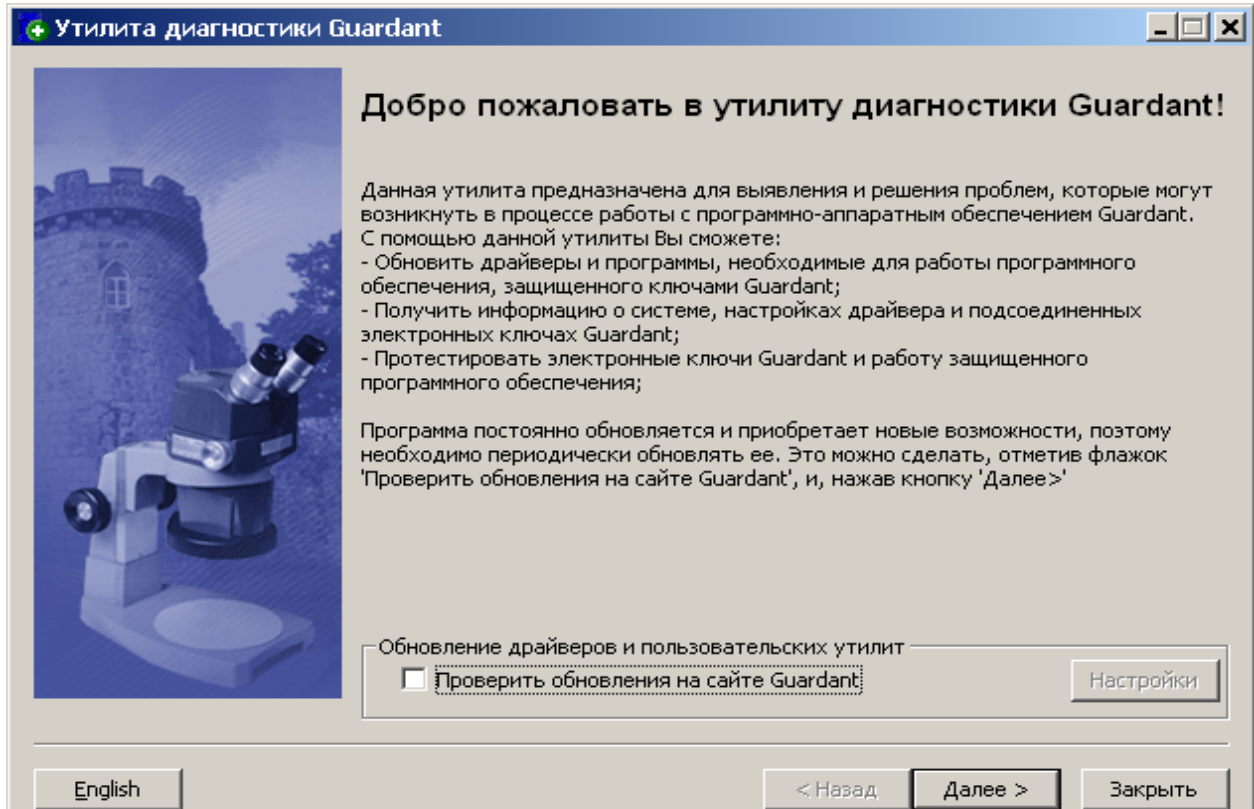 Утилита диагностики Guardant
Добро пожаловать в утилиту диагностики Guardant!
Данная утилита предназначена для выявления и решения проблем, которые могут
возникнуть в процессе работы с программно-аппаратным обеспечением Guardant.
С помощью данной утилиты Вы сможете:
- Обновить драйверы и программы, необходимые для работы программного
обеспечения, защищенного ключами Guardant;
- Получить информацию о системе, настройках драйвера и подсоединенных
электронных ключах Guardant;
- Протестировать электронные ключи Guardant и работу защищенного
программного обеспечения;
Программа постоянно обновляется и приобретает новые возможности, поэтому
необходимо периодически обновлять ее. Это можно сделать, отметив флажок
'Проверить обновления на сайте Guardant', и, нажав кнопку 'Далее>'
Обновление драйверов и пользовательских утилит
Проверить обновления на сайте Guardant
Настройки
English
< Назад
Далее >
Закрыть